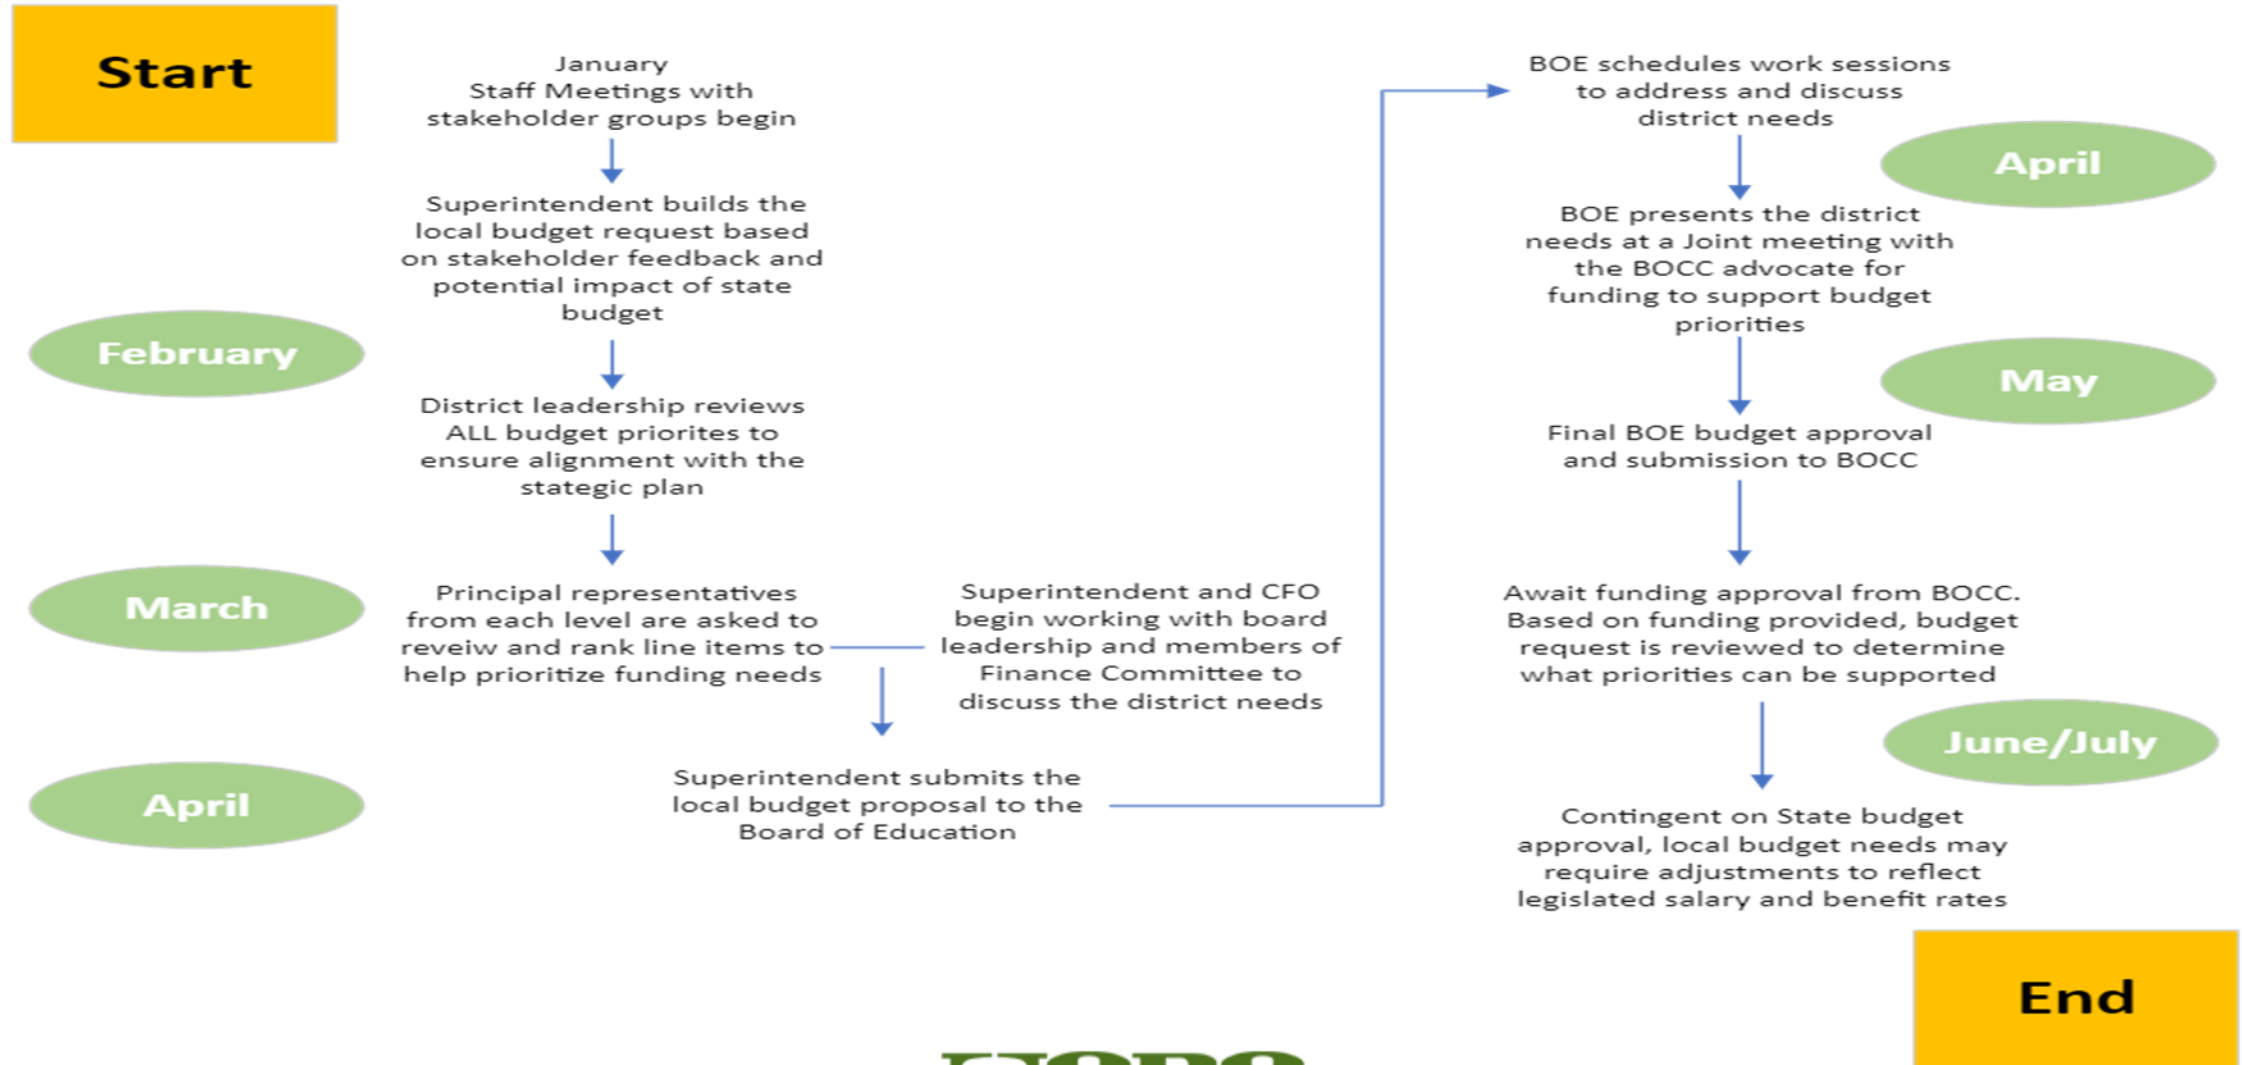 Start
January
Staff Meetings with
stakeholder groups begin
Superintendent builds the
local budget request based
on stakeholder feedback and
potential impact of state
budget
February
District leadership reviews
ALL budget priorites to
ensure alignment with the
stategic plan
March
Principal representatives
from each level are asked to
reveiw and rank line items to
help prioritize funding needs
Superintendent and CFO
begin working with board
leadership and members of
Finance Committee to
discuss the district needs
April
Superintendent submits the
local budget proposal to the
Board of Education
BOE schedules work sessions
to address and discuss
district needs
April
BOE presents the district
needs at a Joint meeting with
the BOCC advocate for
funding to support budget
priorities
May
Final BOE budget approval
and submission to BOCC
Await funding approval from BOCC.
Based on funding provided, budget
request is reviewed to determine
what priorities can be supported
June/July
Contingent on State budget
approval, local budget needs may
require adjustments to reflect
legislated salary and benefit rates
End